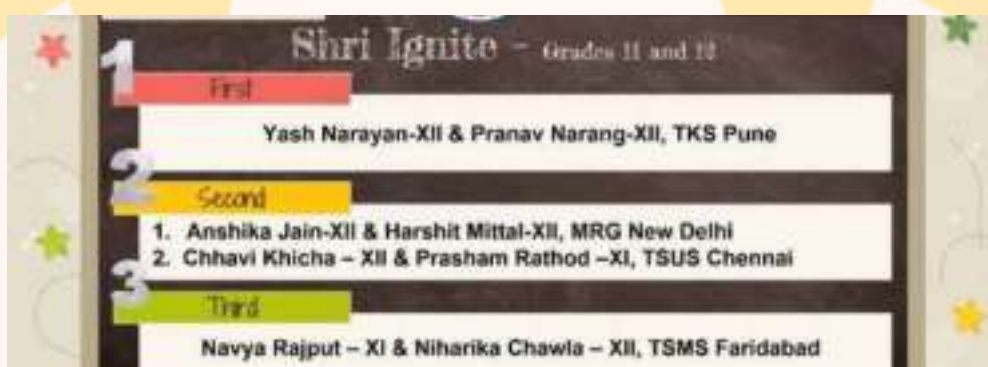 Shri Ignite - Grades 11 and 12
1
First
Yash Narayan-XII & Pranav Narang-XII, TKS Pune
2
Second
1. Anshika Jain-XII & Harshit Mittal-XII, MRG New Delhi
2. Chhavi Khicha – XII & Prasham Rathod –XI, TSUS Chennai
3
Third
Navya Rajput – XI & Niharika Chawla – XII, TSMS Faridabad